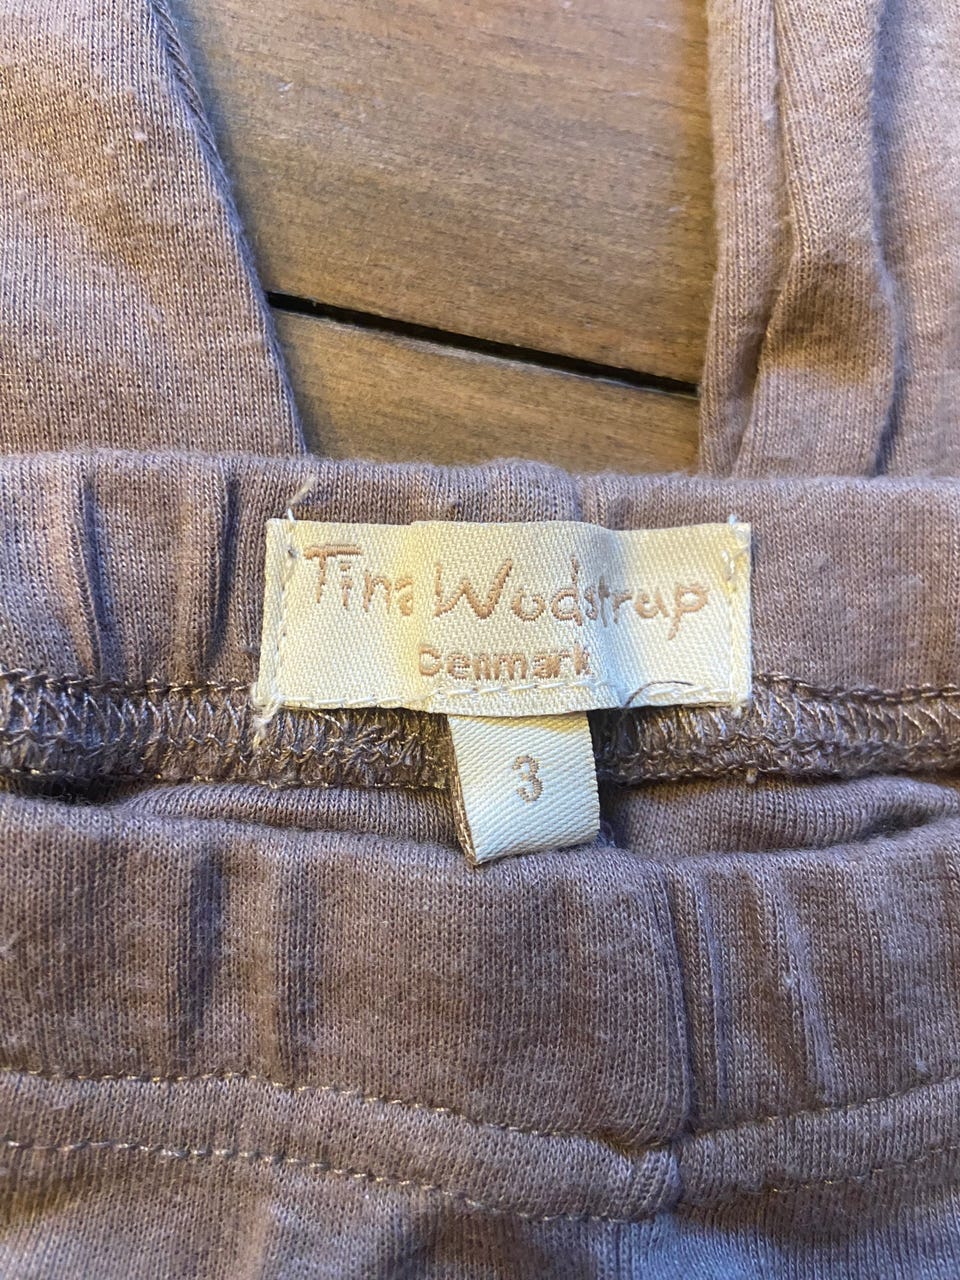 Tina Wodstrup
Denmark
3